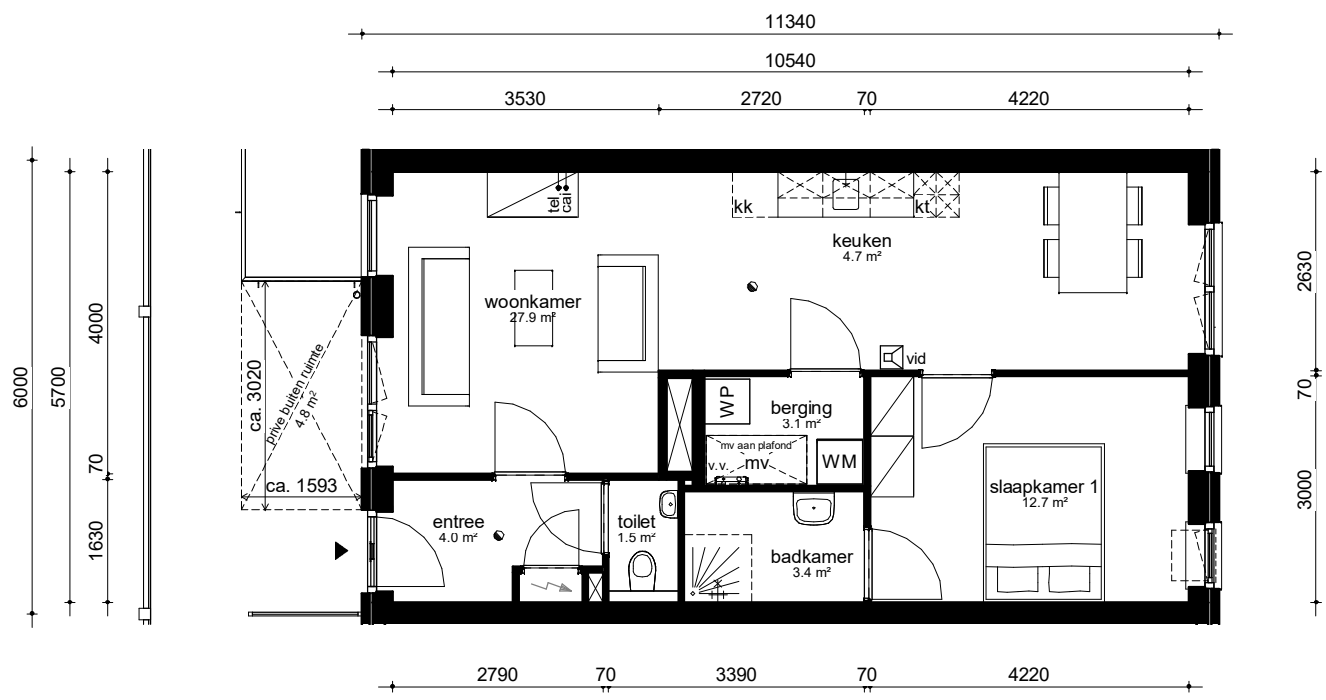 11340
10540
3530
2720
70
4220
6000
5700
4000
70
1630
2630
70
3000
tel
cai
kk
kt
keuken
4.7 m²
woonkamer
27.9 m²
vid
prive buiten ruimte
4.8 m²
ca. 3020
ca. 1593
WP
berging
3.1 m²
mv aan plafond
v.v.
mv
WM
slaapkamer 1
12.7 m²
entree
4.0 m²
toilet
1.5 m²
badkamer
3.4 m²
2790
70
3390
70
4220